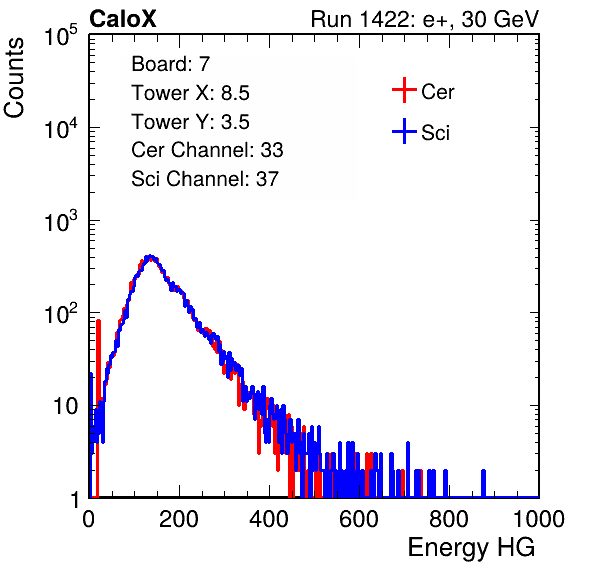 CaloX Run 1422: e+, 30 GeV
Counts
Board: 7
Tower X: 8.5
Tower Y: 3.5
Cer Channel: 33
Sci Channel: 37
Cer
Sci
10^5
10^4
10^3
10^2
10
1
0 200 400 600 800 1000
Energy HG